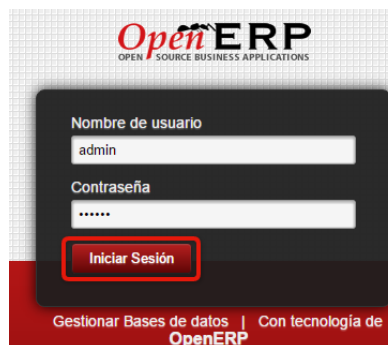 OpenERP
OPEN SOURCE BUSINESS APPLICATIONS
Nombre de usuario
admin
Contraseña
••••••
Iniciar Sesión
Gestionar Bases de datos | Con tecnología de
OpenERP